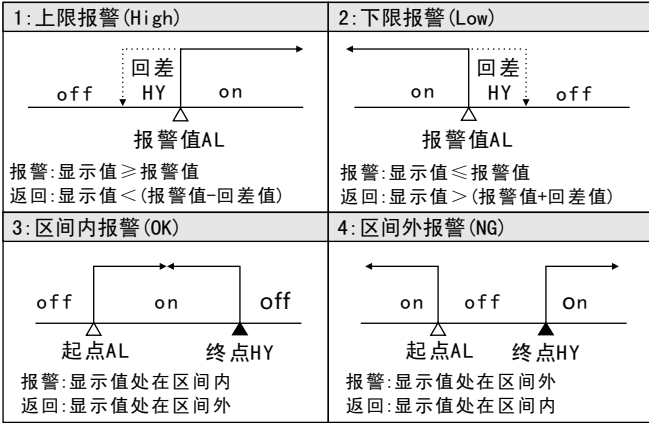 1:上限报警(High)
回差
off HY on
报警值AL
报警:显示值≥报警值
返回:显示值＜(报警值-回差值)
2:下限报警(Low)
回差
on HY off
报警值AL
报警:显示值≤报警值
返回:显示值＞(报警值+回差值)
3:区间内报警(OK)
off on off
起点AL 终点HY
报警:显示值处在区间内
返回:显示值处在区间外
4:区间外报警(NG)
on off On
起点AL 终点HY
报警:显示值处在区间外
返回:显示值处在区间内